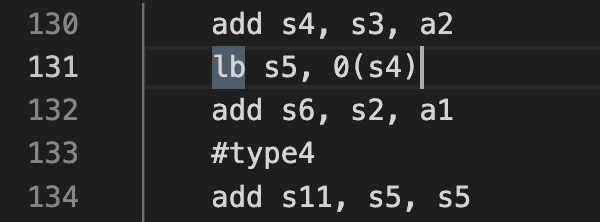 130 add s4, s3, a2
131 lb s5, 0(s4)
132 add s6, s2, a1
133 #type4
134 add s11, s5, s5